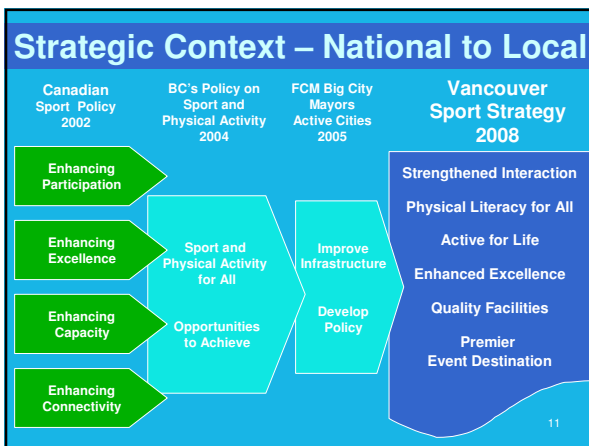 Strategic Context – National to Local
Canadian
Sport Policy
2002
Enhancing
Participation
Enhancing
Excellence
Enhancing
Capacity
Enhancing
Connectivity
BC's Policy on
Sport and
Physical Activity
2004
Sport and
Physical Activity
for All
Opportunities
to Achieve
FCM Big City
Mayors
Active Cities
2005
Improve
Infrastructure
Develop
Policy
Vancouver
Sport Strategy
2008
Strengthened Interaction
Physical Literacy for All
Active for Life
Enhanced Excellence
Quality Facilities
Premier
Event Destination
11